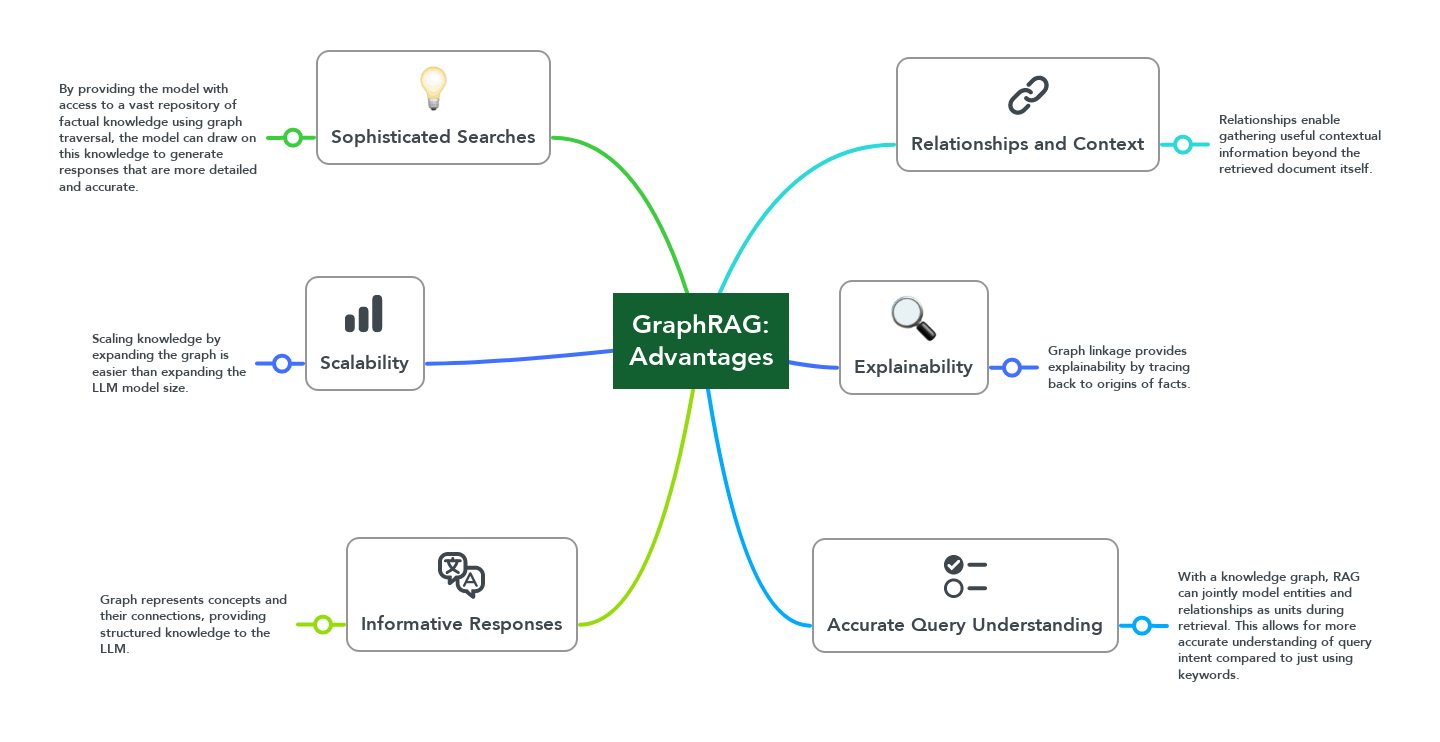 GraphRAG:
Advantages
Sophisticated Searches
By providing the model with
access to a vast repository of
factual knowledge using graph
traversal, the model can draw on
this knowledge to generate
responses that are more detailed
and accurate.
Relationships and Context
Relationships enable
gathering useful contextual
information beyond the
retrieved document itself.
Scalability
Scaling knowledge by
expanding the graph is
easier than expanding the
LLM model size.
Explainability
Graph linkage provides
explainability by tracing
back to origins of facts.
文
A
Informative Responses
Graph represents concepts and
their connections, providing
structured knowledge to the
LLM.
Accurate Query Understanding
With a knowledge graph, RAG
can jointly model entities and
relationships as units during
retrieval. This allows for more
accurate understanding of query
intent compared to just using
keywords.